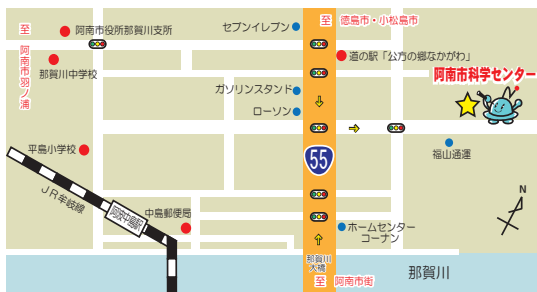 至
阿南市羽ノ浦
阿南市役所那賀川支所
セブンイレブン
至 徳島市・小松島市
那賀川中学校
道の駅「公方の郷なかがわ」
阿南市科学センター
ガソリンスタンド
ローソン
平島小学校
55
福山通運
JR牟岐線
阿波中島駅
中島郵便局
N
ホームセンター
コーナン
那賀川
大橋
那賀川
至 阿南市街